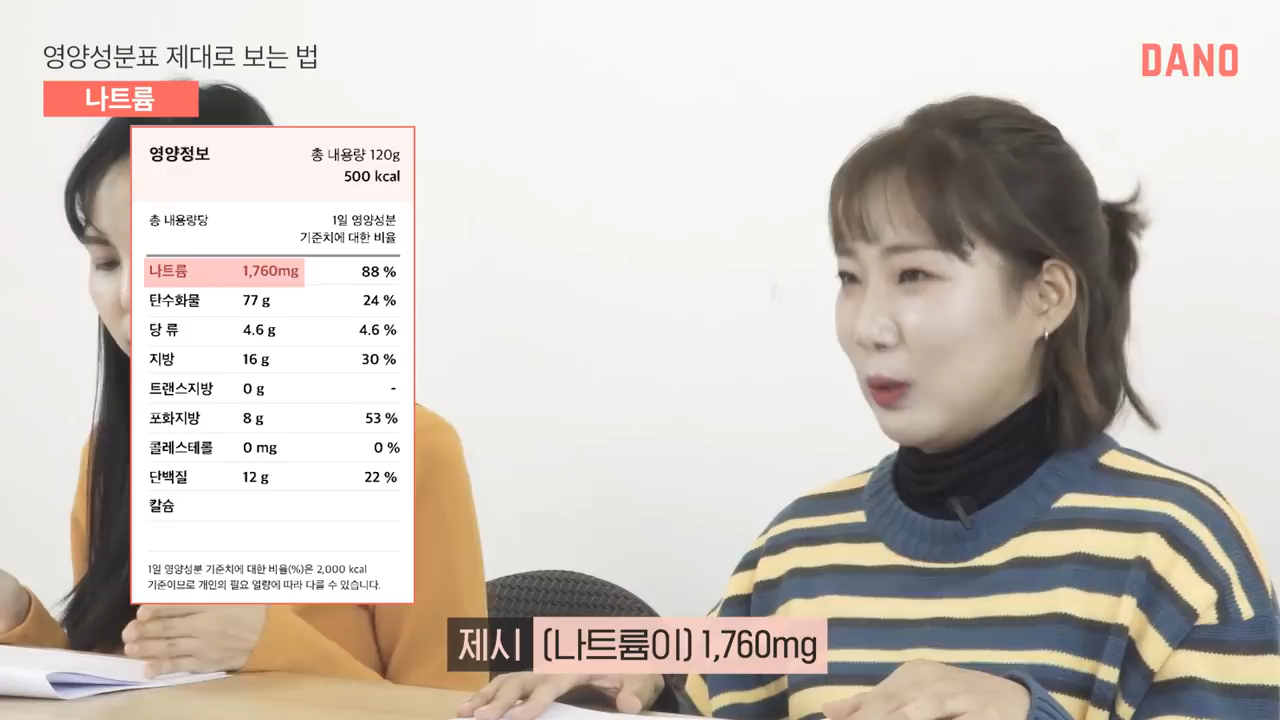 영양성분표 제대로 보는 법
DANO
나트륨
영양정보 총 내용량 120g
500 kcal
총 내용량당 1일 영양성분
기준치에 대한 비율
나트륨 1,760mg 88 %
탄수화물 77 g 24 %
당 류 4.6 g 4.6 %
지방 16 g 30 %
트랜스지방 0 g -
포화지방 8 g 53 %
콜레스테롤 0 mg 0 %
단백질 12 g 22 %
칼슘
1일 영양성분 기준치에 대한 비율(%)은 2,000 kcal
기준이므로 개인의 필요 열량에 따라 다를 수 있습니다.
제시 (나트륨이) 1,760mg